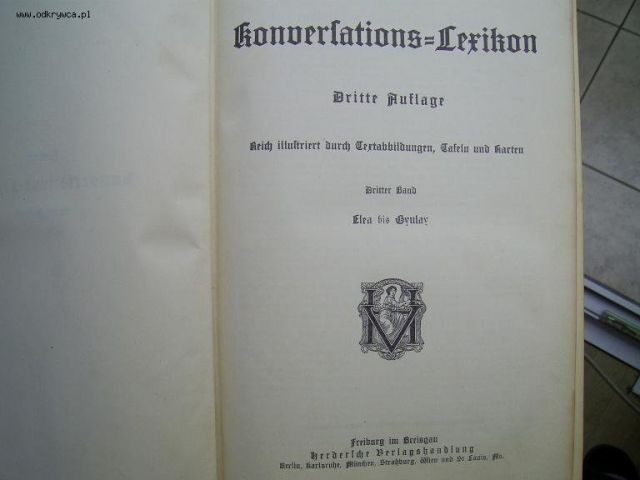 www.odkrywca.pl
Konversations=Lexikon
Dritte Auflage
Reich illustriert durch Textabbildungen, Tafeln und Karten
Dritter Band
Elea bis Gyulay
HV
Freiburg im Breisgau
Herdersche Verlagshandlung
Berlin, Karlsruhe, München, Straßburg, Wien und St Louis, Mo.